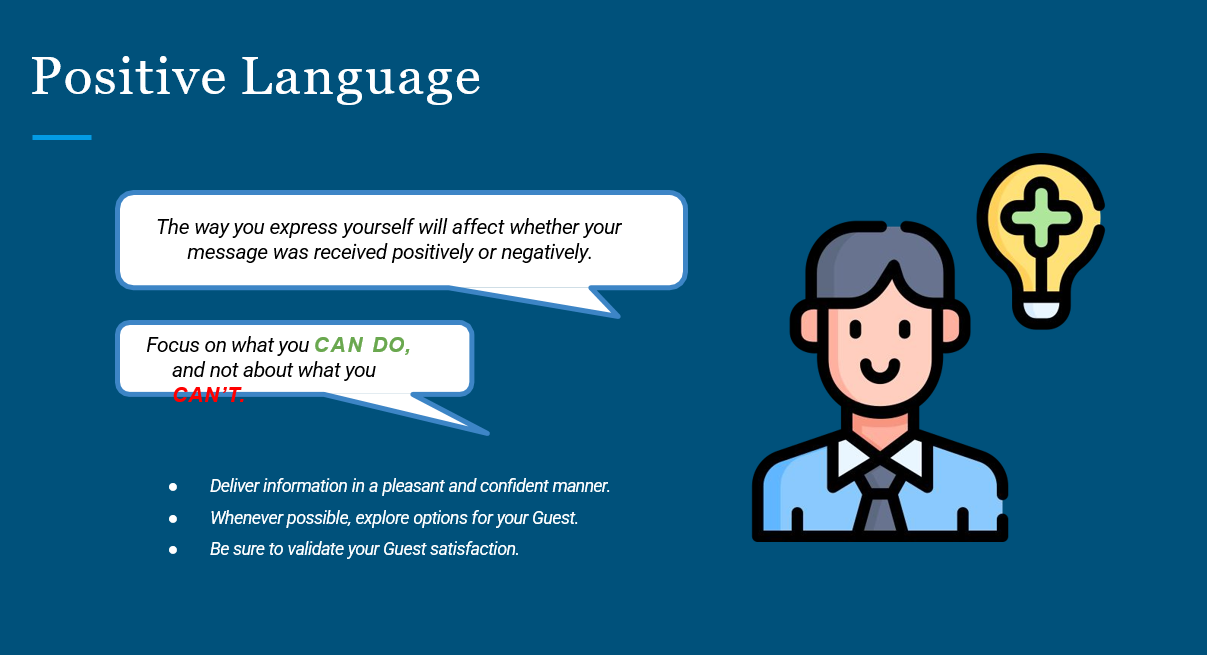 Positive Language
The way you express yourself will affect whether your
message was received positively or negatively.
Focus on what you CAN DO,
and not about what you
CAN'T.
● Deliver information in a pleasant and confident manner.
● Whenever possible, explore options for your Guest.
● Be sure to validate your Guest satisfaction.